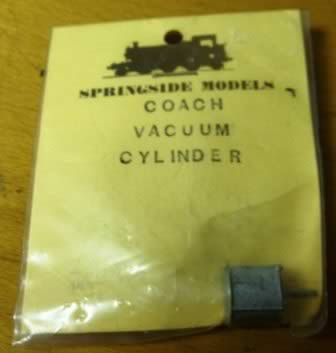 SPRINGSIDE MODELS
COACH
VACUUM
CYLINDER